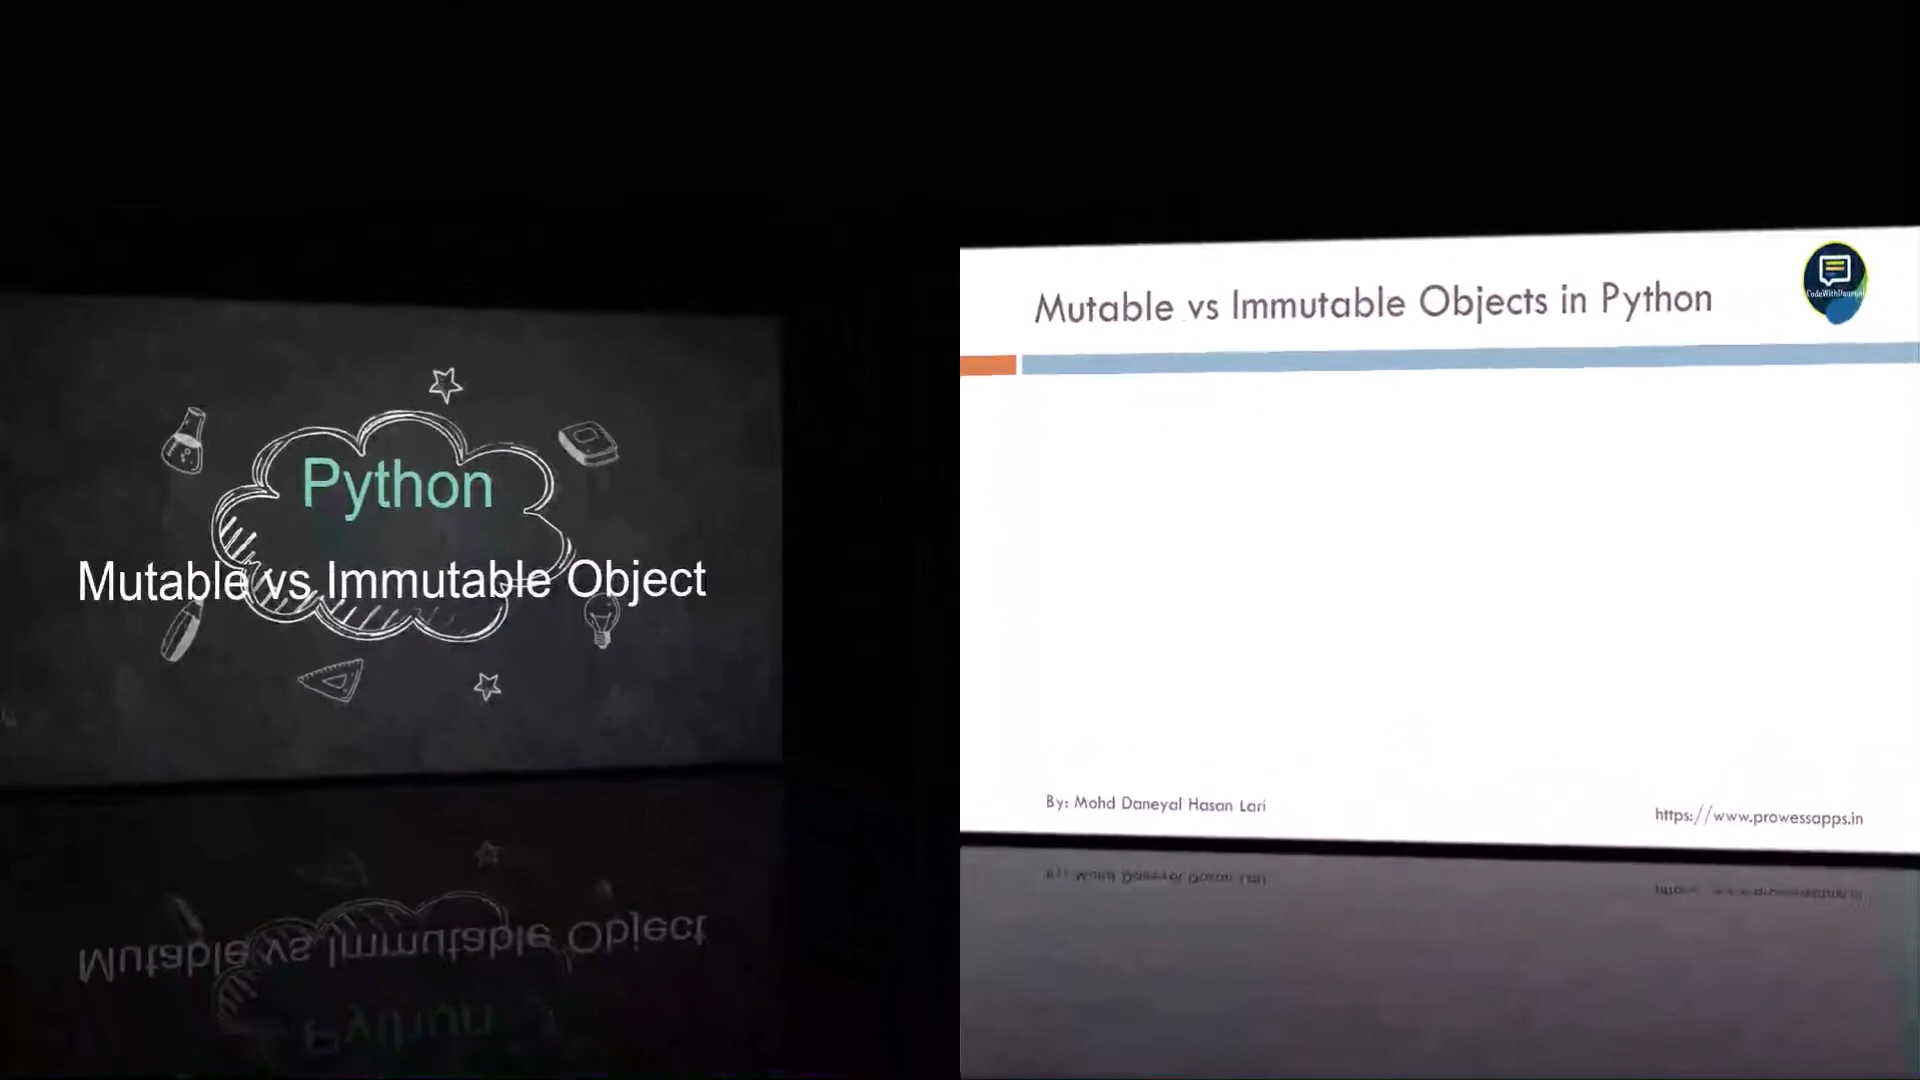 Python
Mutable vs Immutable Object
Mutable vs Immutable Objects in Python
CodeWithDaneyal
By: Mohd Daneyal Hasan Lari
https://www.prowessapps.in